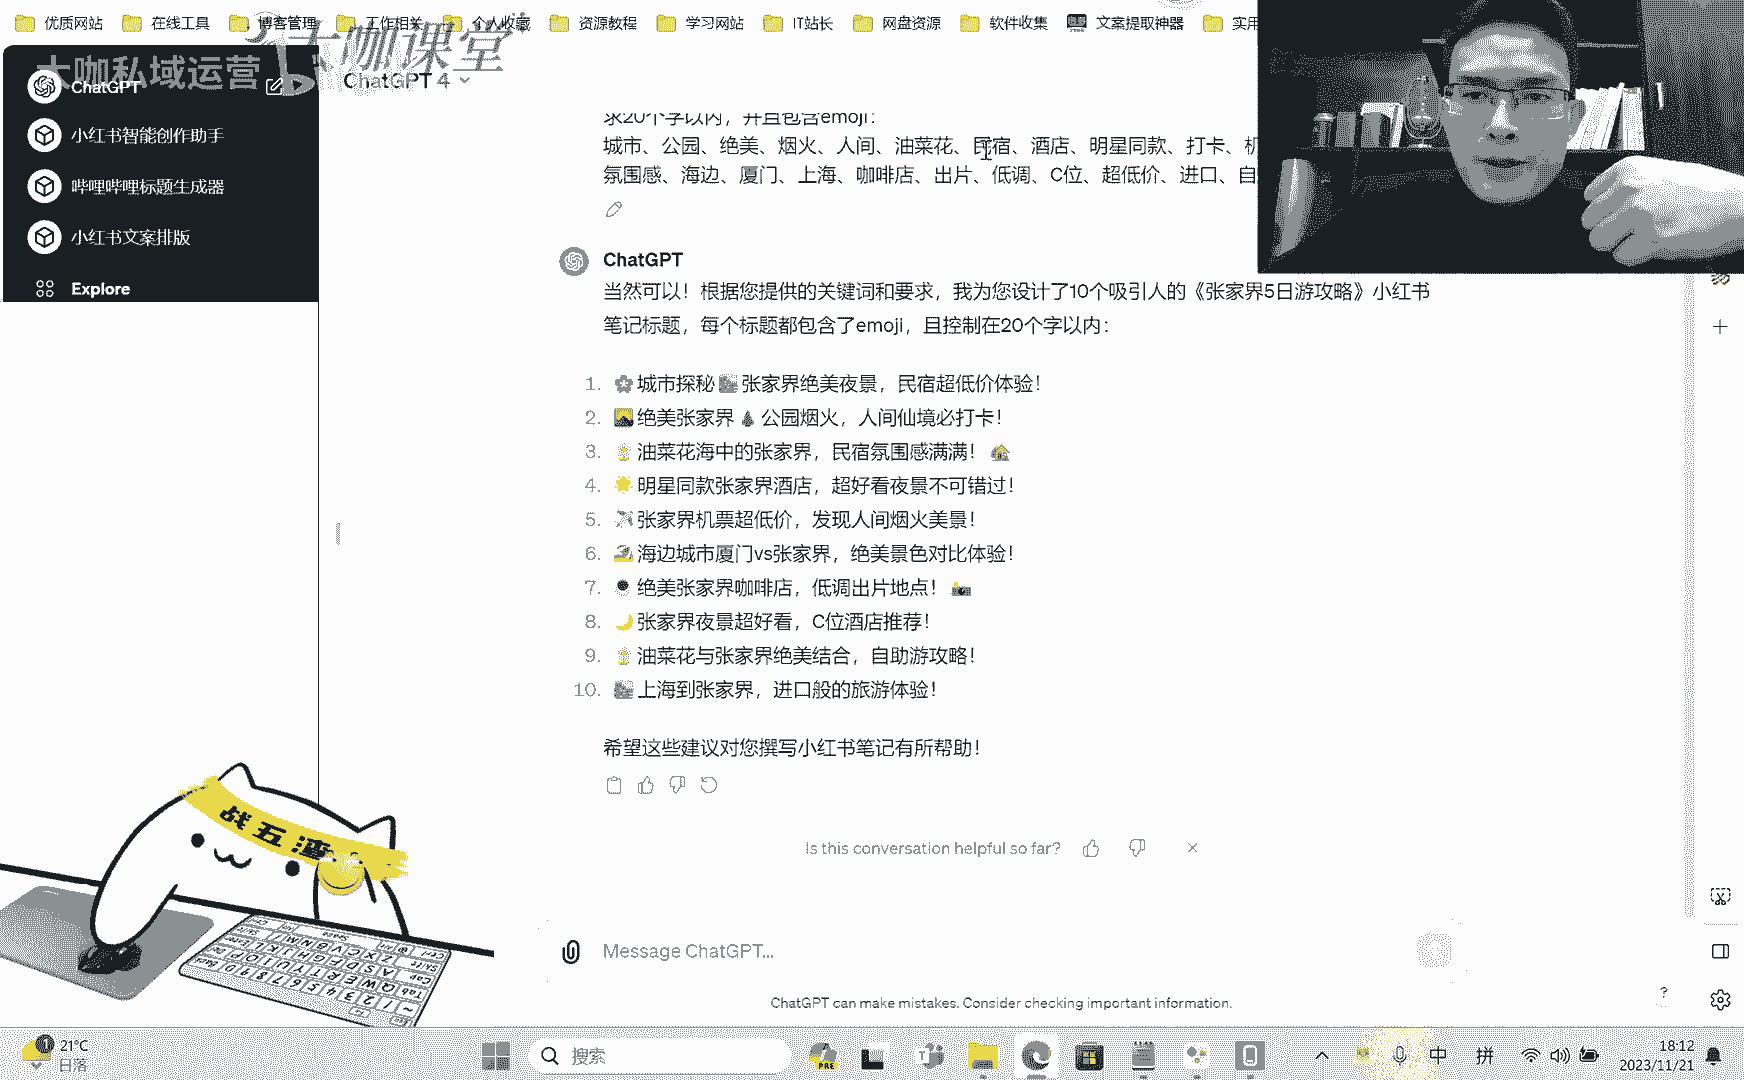 优质网站 在线工具 博客管理 工作相关 个人收藏 资源教程 学习网站 IT站长 网盘资源 软件收集 文案提取神器 实用
大咖课堂
大咖私域运营
ChatGPT
ChatGPT 4
小红书智能创作助手
哔哩哔哩标题生成器
小红书文案排版
Explore
求20个字以内，并且包含emoji：
城市、公园、绝美、烟火、人间、油菜花、民宿、酒店、明星同款、打卡、机
氛围感、海边、厦门、上海、咖啡店、出片、低调、C位、超低价、进口、自
ChatGPT
当然可以！根据您提供的关键词和要求，我为您设计了10个吸引人的《张家界5日游攻略》小红书
笔记标题，每个标题都包含了emoji，且控制在20个字以内：
1. 城市探秘 张家界绝美夜景，民宿超低价体验！
2. 绝美张家界 公园烟火，人间仙境必打卡！
3. 油菜花海中的张家界，民宿氛围感满满！
4. 明星同款张家界酒店，超好看夜景不可错过！
5. 张家界机票超低价，发现人间烟火美景！
6. 海边城市厦门vs张家界，绝美景色对比体验！
7. 绝美张家界咖啡店，低调出片地点！
8. 张家界夜景超好看，C位酒店推荐！
9. 油菜花与张家界绝美结合，自助游攻略！
10. 上海到张家界，进口般的旅游体验！
希望这些建议对您撰写小红书笔记有所帮助！
Is this conversation helpful so far?
战五渣
Message ChatGPT...
ChatGPT can make mistakes. Consider checking important information.
?
1
21°C
日落
搜索
PRE
中
拼
18:12
2023/11/21